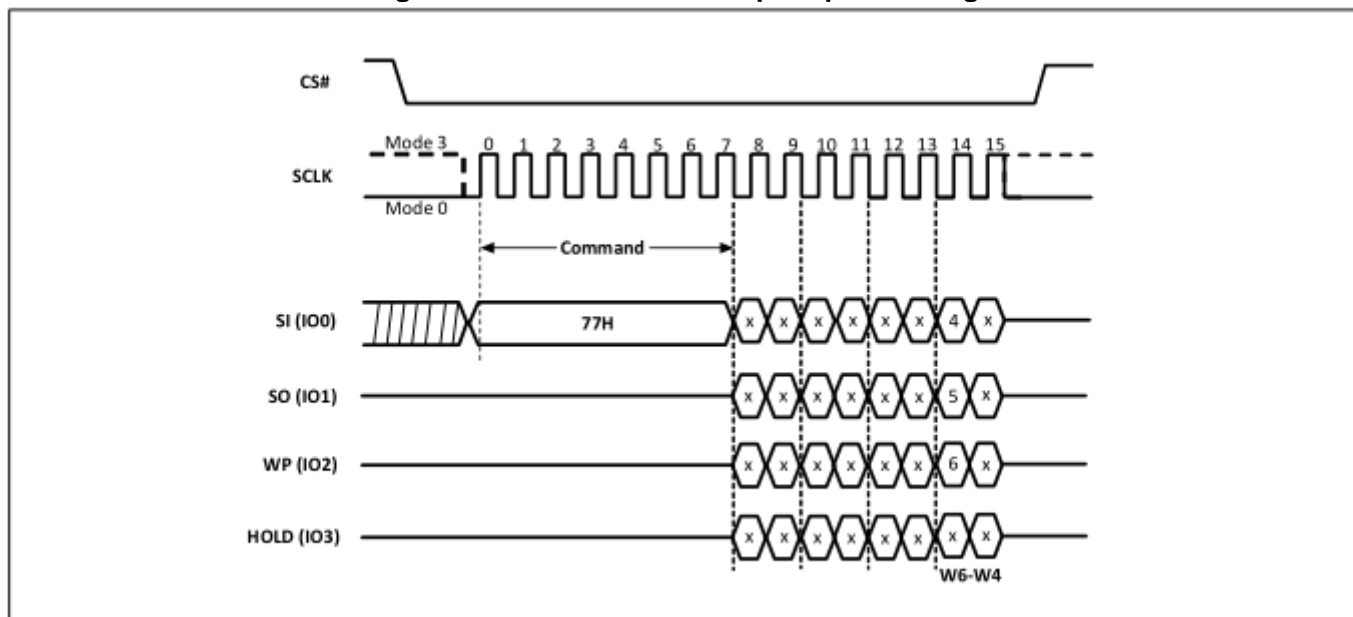 CS#
Mode 3
0 1 2 3 4 5 6 7 8 9 10 11 12 13 14 15
SCLK
Mode 0
Command
SI (IO0)
77H
x x x x x x 4 x
SO (IO1)
x x x x x x 5 x
WP (IO2)
x x x x x x 6 x
HOLD (IO3)
x x x x x x x x
W6-W4